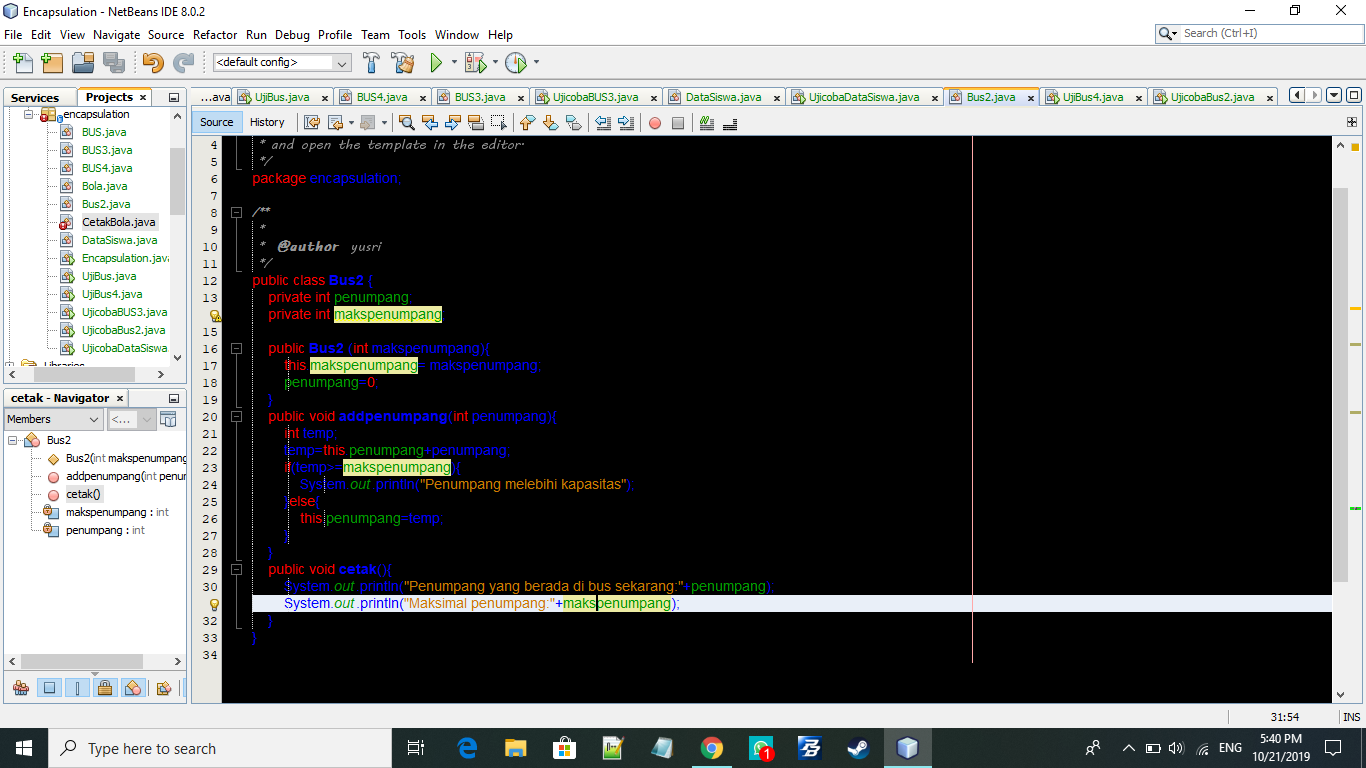 Encapsulation - NetBeans IDE 8.0.2
File Edit View Navigate Source Refactor Run Debug Profile Team Tools Window Help
Search (Ctrl+I)
<default config>
Services Projects
encapsulation
BUS.java
BUS3.java
BUS4.java
Bola.java
Bus2.java
CetakBola.java
DataSiswa.java
Encapsulation.java
UjiBus.java
UjiBus4.java
UjicobaBUS3.java
UjicobaBus2.java
UjicobaDataSiswa
Libraries
cetak - Navigator
Members <...
Bus2
Bus2(int makspenumpang
addpenumpang(int penum
cetak()
makspenumpang : int
penumpang : int
...ava UjiBus.java BUS4.java BUS3.java UjicobaBUS3.java DataSiswa.java UjicobaDataSiswa.java Bus2.java UjiBus4.java UjicobaBus2.java
Source History
4 * and open the template in the editor.
5 */
6 package encapsulation;
7
8 /**
9 *
10 * @author yusri
11 */
12 public class Bus2 {
13 private int penumpang;
private int makspenumpang;
15
16 public Bus2 (int makspenumpang){
17 this.makspenumpang= makspenumpang;
18 penumpang=0;
19 }
20 public void addpenumpang(int penumpang){
21 int temp;
22 temp=this.penumpang+penumpang;
23 if(temp>=makspenumpang){
24 System.out.println("Penumpang melebihi kapasitas");
25 }else{
26 this.penumpang=temp;
27 }
28 }
29 public void cetak(){
30 System.out.println("Penumpang yang berada di bus sekarang:"+penumpang);
System.out.println("Maksimal penumpang:"+makspenumpang);
32 }
33 }
34
31:54 INS
Type here to search
1
ENG
5:40 PM
10/21/2019